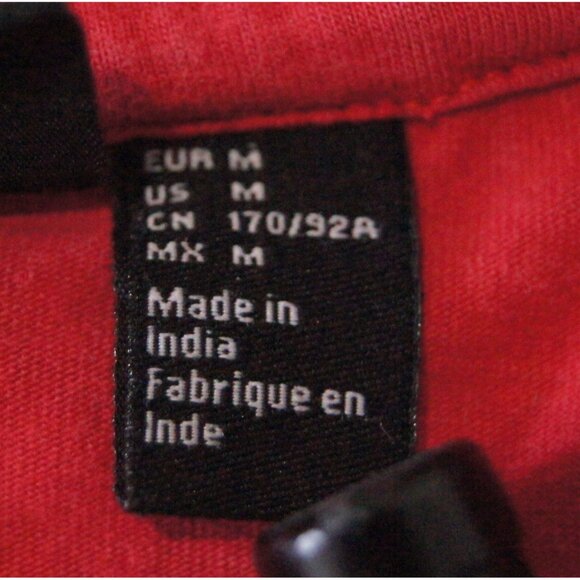 EUR M
US M
CN 170/92A
MX M
Made in
India
Fabrique en
Inde